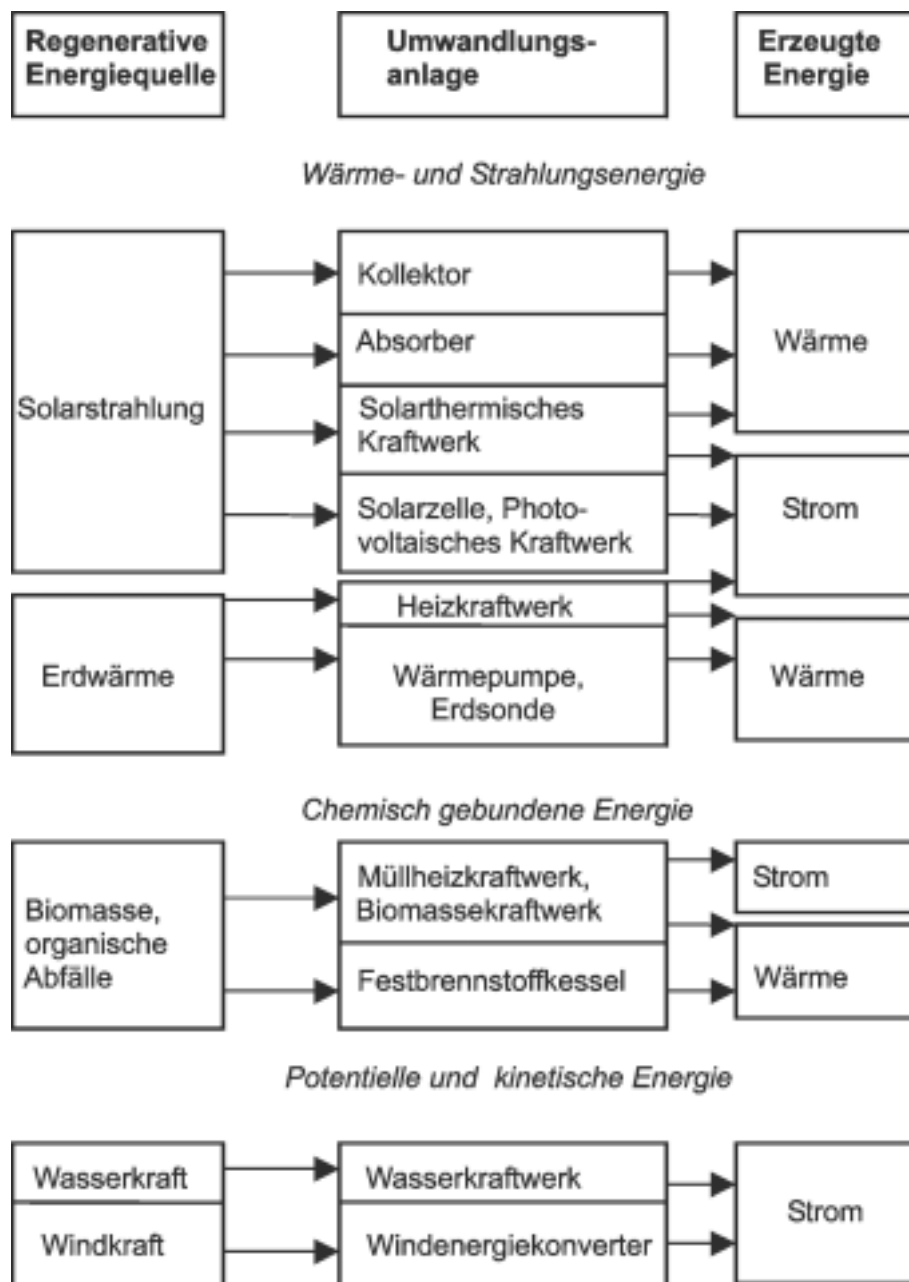 Regenerative
Energiequelle
Umwandlungs-
anlage
Erzeugte
Energie
Wärme- und Strahlungsenergie
Solarstrahlung
Kollektor
Absorber
Solarthermisches
Kraftwerk
Solarzelle, Photo-
voltaisches Kraftwerk
Wärme
Strom
Erdwärme
Heizkraftwerk
Wärmepumpe,
Erdsonde
Wärme
Chemisch gebundene Energie
Biomasse,
organische
Abfälle
Müllheizkraftwerk,
Biomassekraftwerk
Festbrennstoffkessel
Strom
Wärme
Potentielle und kinetische Energie
Wasserkraft
Windkraft
Wasserkraftwerk
Windenergiekonverter
Strom